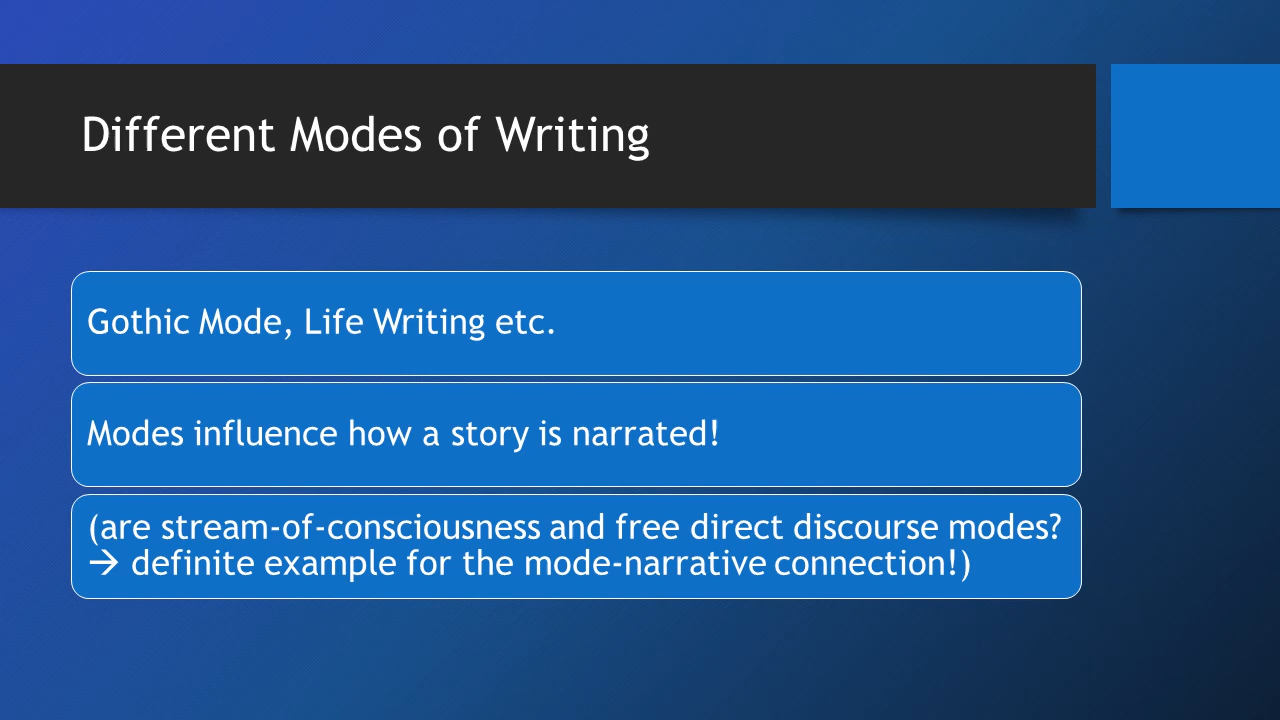 Different Modes of Writing
Gothic Mode, Life Writing etc.
Modes influence how a story is narrated!
(are stream-of-consciousness and free direct discourse modes?
→ definite example for the mode-narrative connection!)